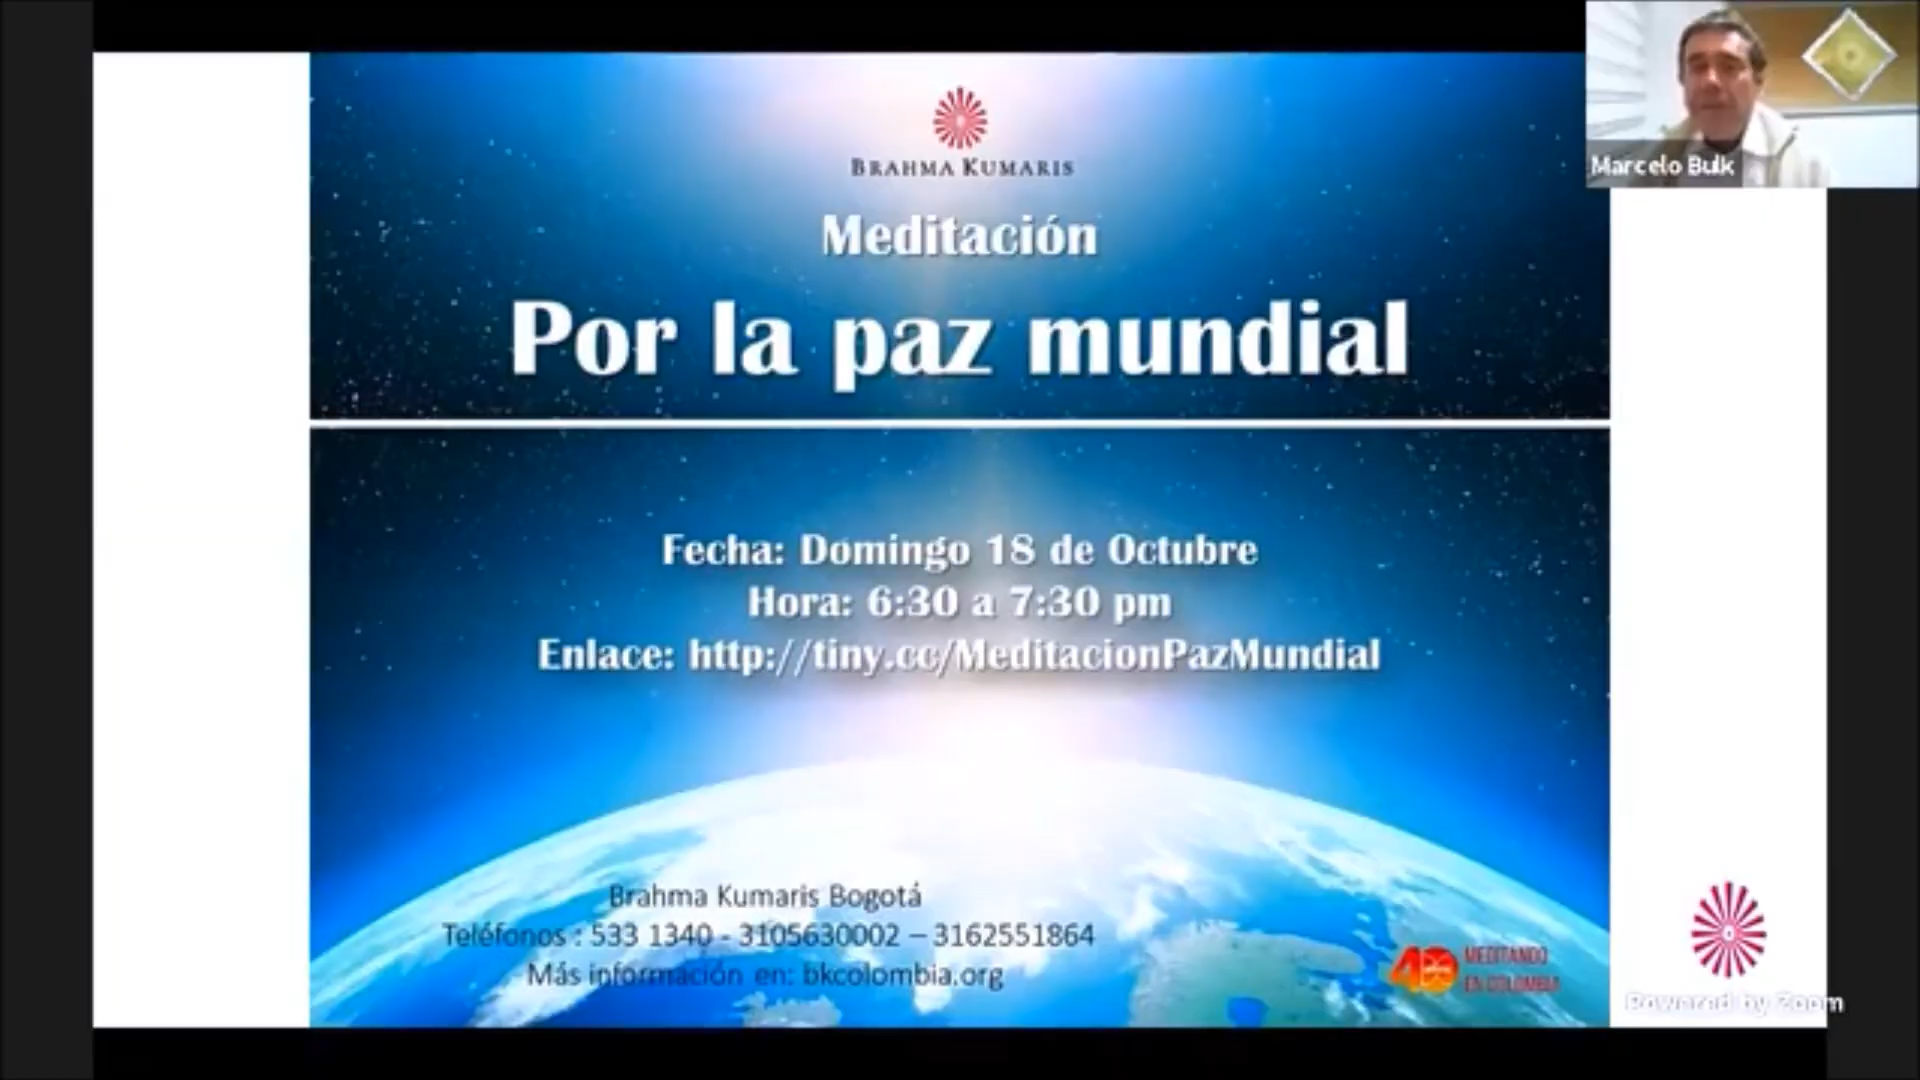 BRAHMA KUMARIS
Meditación
Por la paz mundial
Fecha: Domingo 18 de Octubre
Hora: 6:30 a 7:30 pm
Enlace: http://tiny.cc/MeditacionPazMundial
Brahma Kumaris Bogotá
Teléfonos : 533 1340 - 3105630002 – 3162551864
Más información en: bkcolombia.org
40 MEDITANDO
EN COLOMBIA
Marcelo Bulk
Powered by Zoom